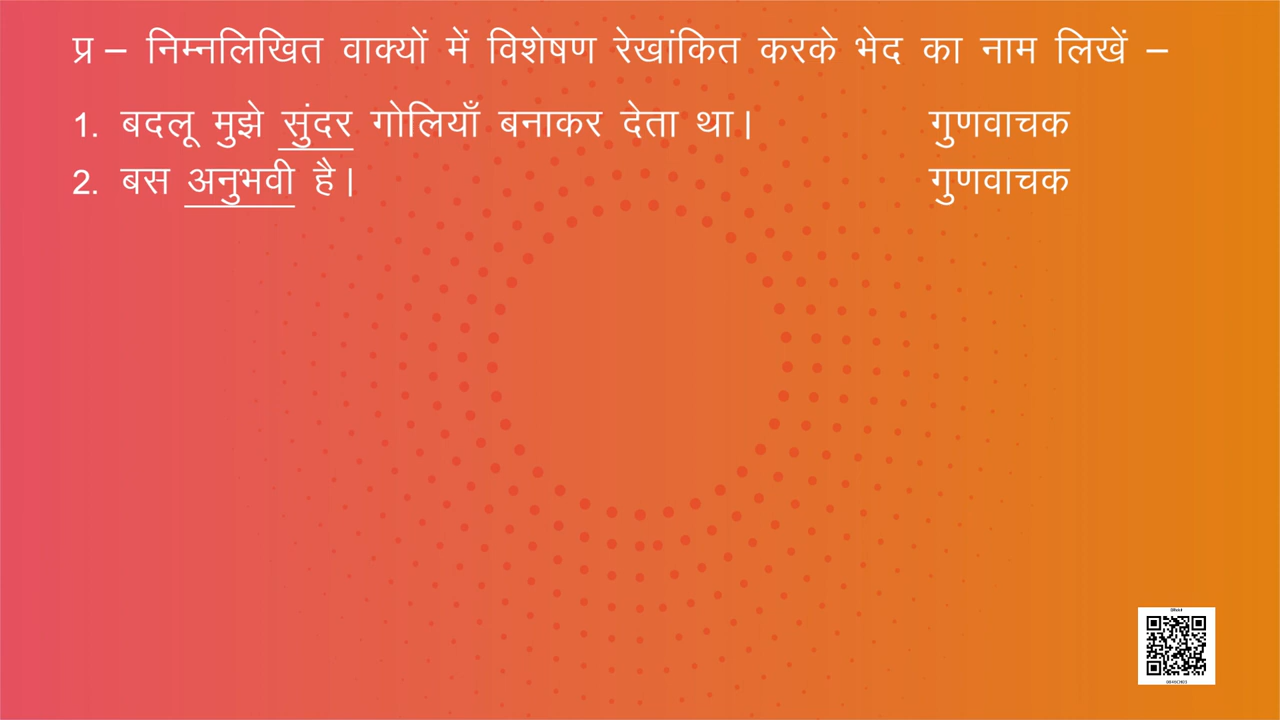 प्र – निम्नलिखित वाक्यों में विशेषण रेखांकित करके भेद का नाम लिखें –
1. बदलू मुझे सुंदर गोलियाँ बनाकर देता था। गुणवाचक
2. बस अनुभवी है। गुणवाचक